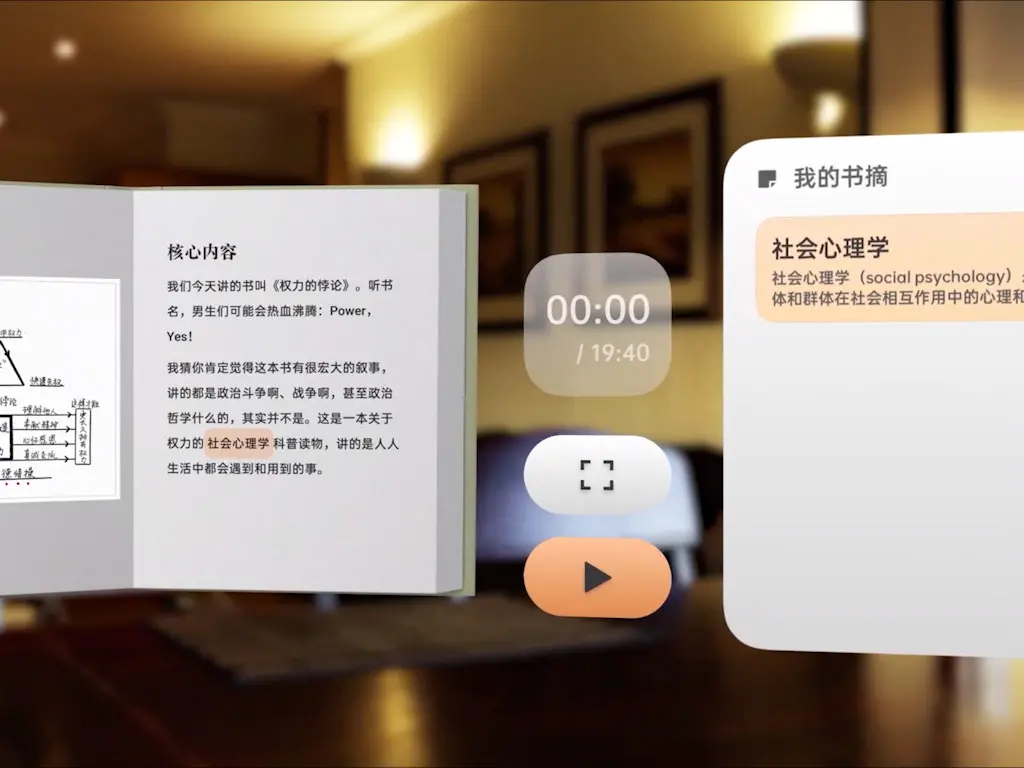 核心内容
我们今天讲的书叫《权力的悖论》。听书
名，男生们可能会热血沸腾：Power，
Yes！
我猜你肯定觉得这本书有很宏大的叙事，
讲的都是政治斗争啊、战争啊，甚至政治
哲学什么的，其实并不是。这是一本关于
权力的社会心理学科普读物，讲的是人人
生活中都会遇到和用到的事。
00:00
/ 19:40
我的书摘
社会心理学
社会心理学（social psychology）
体和群体在社会相互作用中的心理和